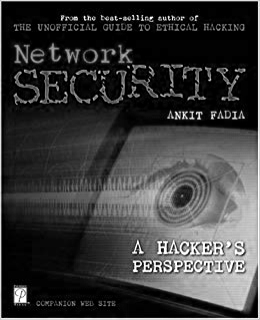 From the best-selling author of
THE UNOFFICIAL GUIDE TO ETHICAL HACKING
Network
SECURITY
ANKIT FADIA
A HACKER'S
PERSPECTIVE
COMPANION WEB SITE